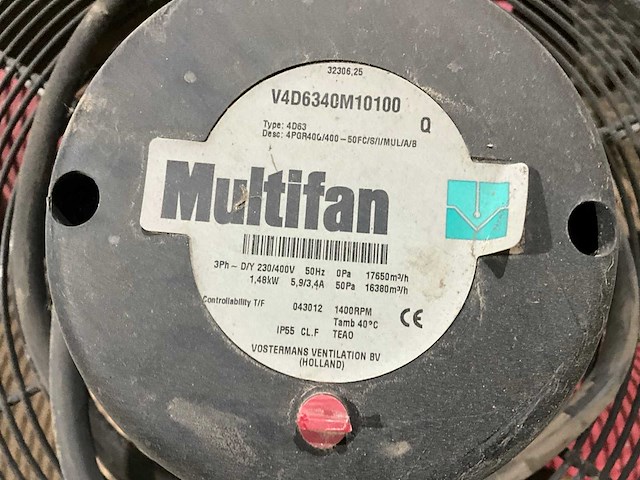 32306,25
V4D6340M10100
Q
Type: 4D63
Desc: 4PGR400/400-50FC/S/I/MUL/A/B
Multifan
3Ph - D/Y 230/400V 50Hz 0Pa 17650m³/h
1,48kW 5,9/3,4A 50Pa 16380m³/h
Controllability T/F 043012 1400RPM
Tamb 40°C
IP55 CL.F TEAO
CE
VOSTERMANS VENTILATION BV
(HOLLAND)